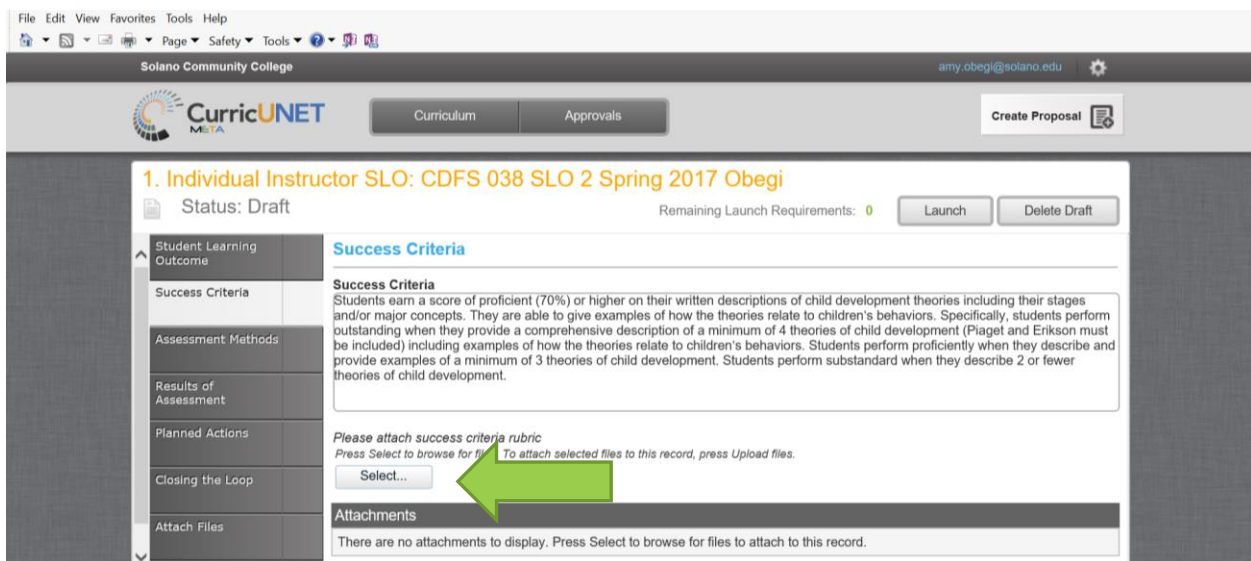 File Edit View Favorites Tools Help
Page Safety Tools
Solano Community College
amy.obegi@solano.edu
CurricUNET
META
Curriculum
Approvals
Create Proposal
1. Individual Instructor SLO: CDFS 038 SLO 2 Spring 2017 Obegi
Status: Draft
Remaining Launch Requirements: 0
Launch
Delete Draft
Student Learning
Outcome
Success Criteria
Assessment Methods
Results of
Assessment
Planned Actions
Closing the Loop
Attach Files
Success Criteria
Success Criteria
Students earn a score of proficient (70%) or higher on their written descriptions of child development theories including their stages
and/or major concepts. They are able to give examples of how the theories relate to children's behaviors. Specifically, students perform
outstanding when they provide a comprehensive description of a minimum of 4 theories of child development (Piaget and Erikson must
be included) including examples of how the theories relate to children's behaviors. Students perform proficiently when they describe and
provide examples of a minimum of 3 theories of child development. Students perform substandard when they describe 2 or fewer
theories of child development.
Please attach success criteria rubric
Press Select to browse for To attach selected files to this record, press Upload files.
Select...
Attachments
There are no attachments to display. Press Select to browse for files to attach to this record.